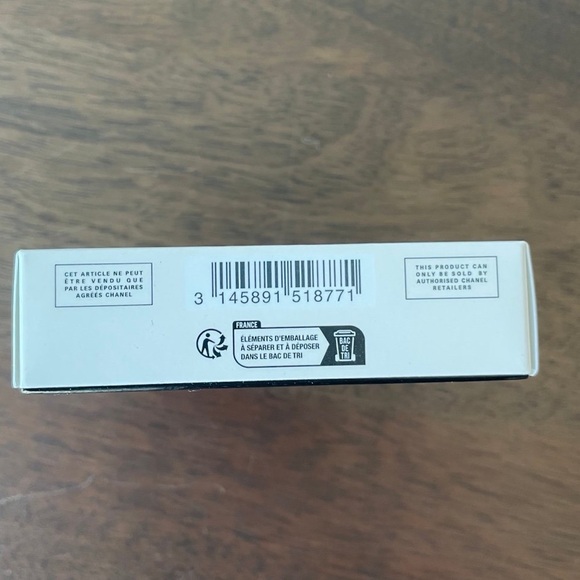 CET ARTICLE NE PEUT
ÊTRE VENDU QUE
PAR LES DÉPOSITAIRES
AGRÉÉS CHANEL
3 145891 518771
THIS PRODUCT CAN
ONLY BE SOLD BY
AUTHORISED CHANEL
RETAILERS
FRANCE
ÉLÉMENTS D'EMBALLAGE
À SÉPARER ET À DÉPOSER
DANS LE BAC DE TRI
BAC
DE
TRI